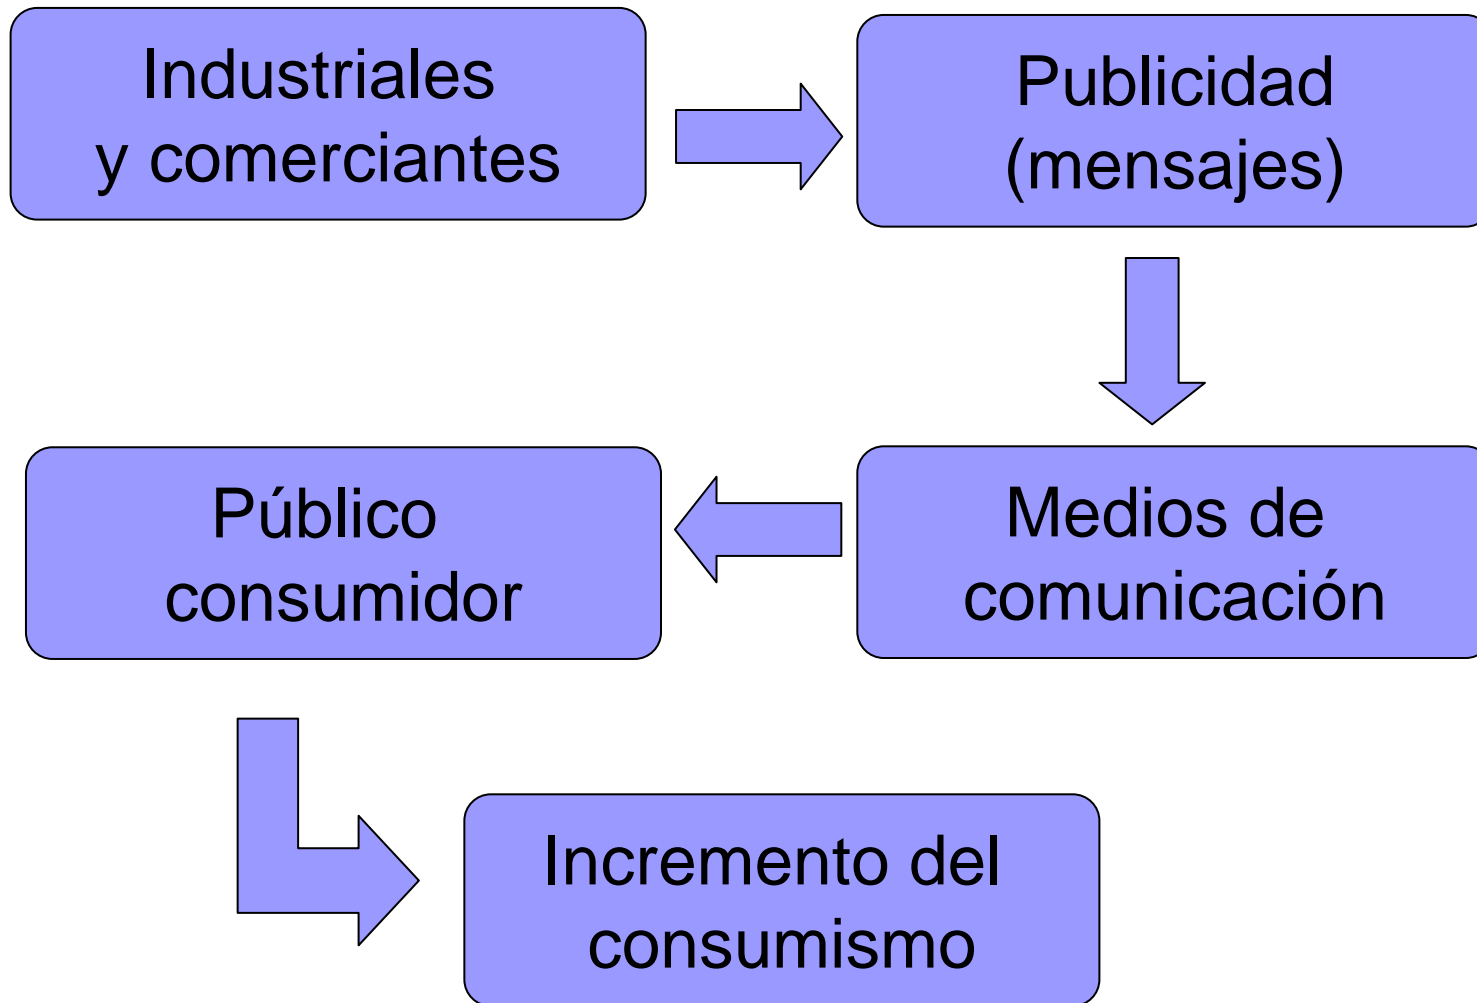 Industriales
y comerciantes
Publicidad
(mensajes)
Público
consumidor
Medios de
comunicación
Incremento del
consumismo